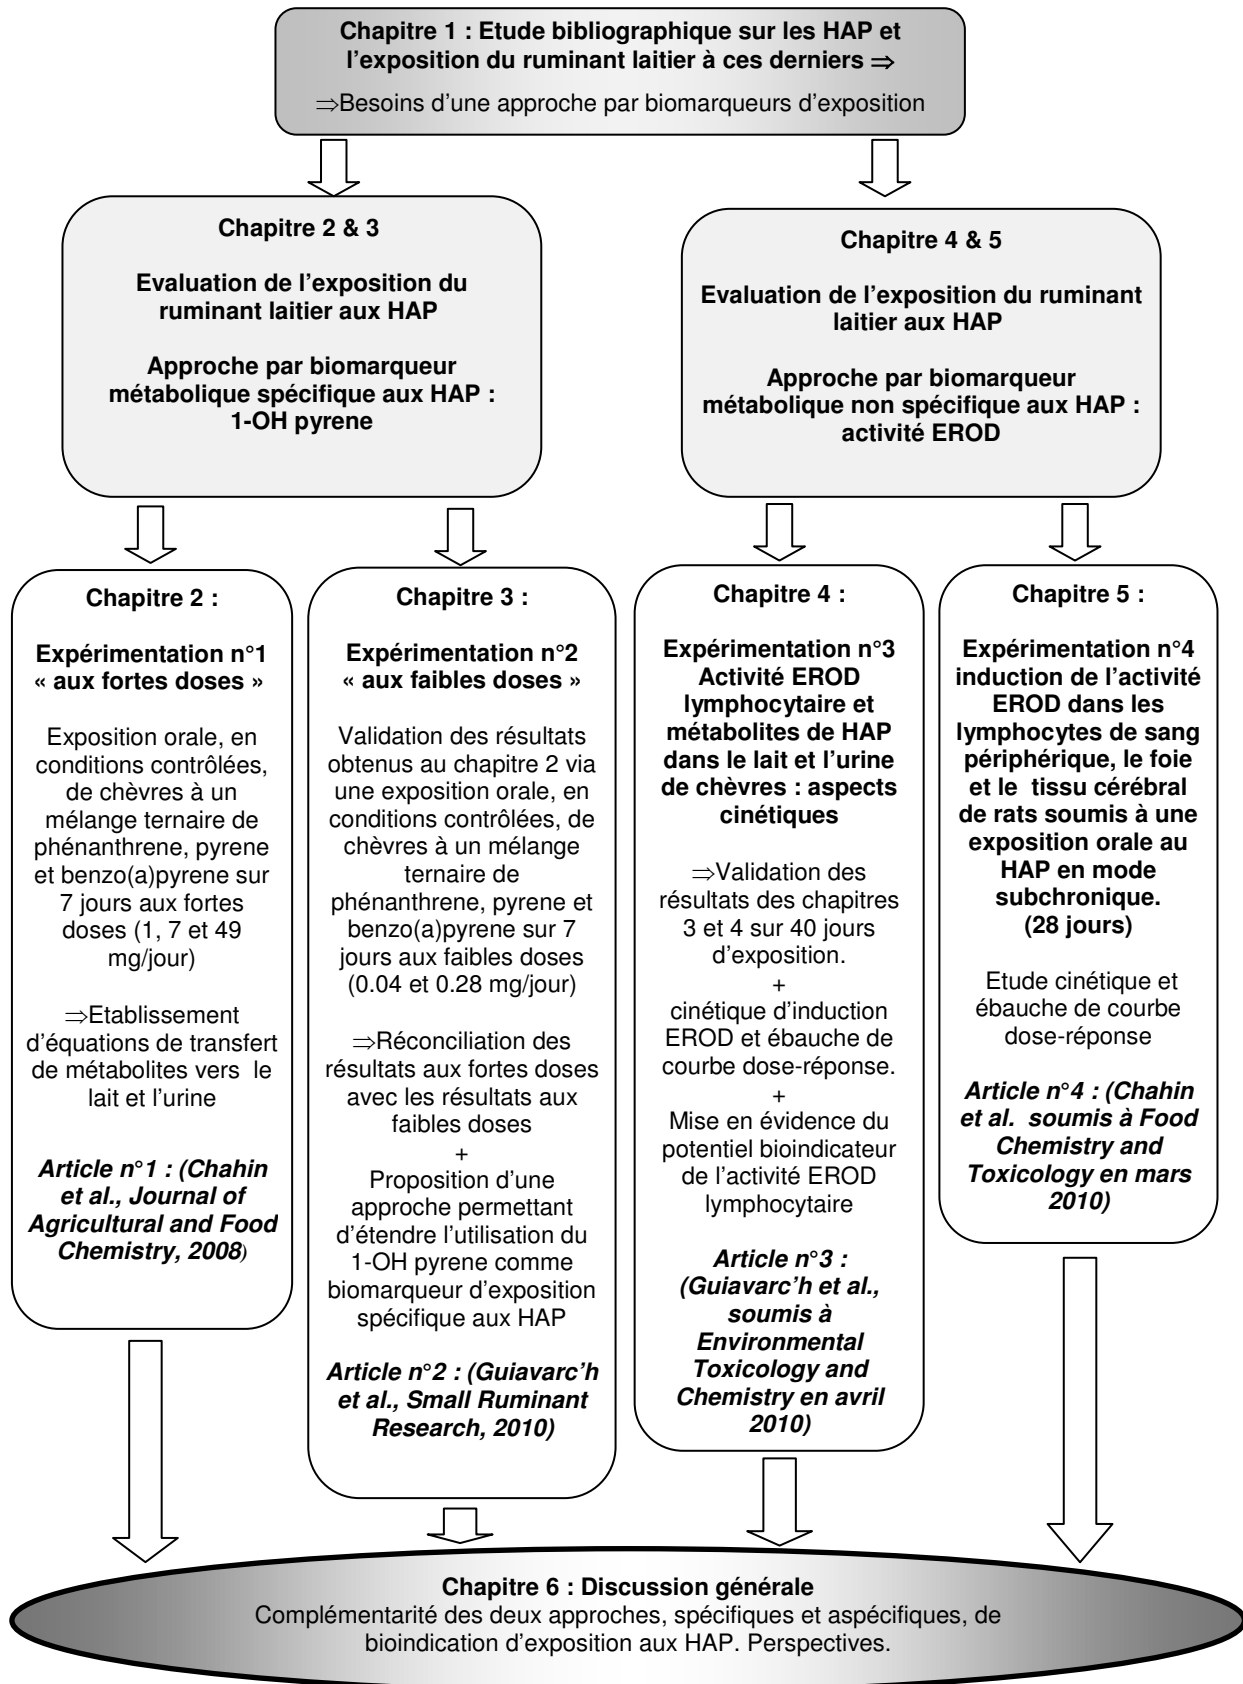 Chapitre 1 : Etude bibliographique sur les HAP et
l'exposition du ruminant laitier à ces derniers ⇒
⇒Besoins d'une approche par biomarqueurs d'exposition
Chapitre 2 & 3
Evaluation de l'exposition du
ruminant laitier aux HAP
Approche par biomarqueur
métabolique spécifique aux HAP :
1-OH pyrene
Chapitre 4 & 5
Evaluation de l'exposition du ruminant
laitier aux HAP
Approche par biomarqueur
métabolique non spécifique aux HAP :
activité EROD
Chapitre 2 :
Expérimentation n°1
« aux fortes doses »
Exposition orale, en
conditions contrôlées,
de chèvres à un
mélange ternaire de
phénanthrene, pyrene
et benzo(a)pyrene sur
7 jours aux fortes
doses (1, 7 et 49
mg/jour)
⇒Etablissement
d'équations de transfert
de métabolites vers le
lait et l'urine
Article n°1 : (Chahin
et al., Journal of
Agricultural and Food
Chemistry, 2008)
Chapitre 3 :
Expérimentation n°2
« aux faibles doses »
Validation des résultats
obtenus au chapitre 2 via
une exposition orale, en
conditions contrôlées, de
chèvres à un mélange
ternaire de
phénanthrene, pyrene et
benzo(a)pyrene sur 7
jours aux faibles doses
(0.04 et 0.28 mg/jour)
⇒Réconciliation des
résultats aux fortes doses
avec les résultats aux
faibles doses
+
Proposition d'une
approche permettant
d'étendre l'utilisation du
1-OH pyrene comme
biomarqueur d'exposition
spécifique aux HAP
Article n°2 : (Guiavarc'h
et al., Small Ruminant
Research, 2010)
Chapitre 4 :
Expérimentation n°3
Activité EROD
lymphocytaire et
métabolites de HAP
dans le lait et l'urine
de chèvres : aspects
cinétiques
⇒Validation des
résultats des chapitres
3 et 4 sur 40 jours
d'exposition.
+
cinétique d'induction
EROD et ébauche de
courbe dose-réponse.
+
Mise en évidence du
potentiel bioindicateur
de l'activité EROD
lymphocytaire
Article n°3 :
(Guiavarc'h et al.,
soumis à
Environmental
Toxicology and
Chemistry en avril
2010)
Chapitre 5 :
Expérimentation n°4
induction de l'activité
EROD dans les
lymphocytes de sang
périphérique, le foie
et le tissu cérébral
de rats soumis à une
exposition orale au
HAP en mode
subchronique.
(28 jours)
Etude cinétique et
ébauche de courbe
dose-réponse
Article n°4 : (Chahin
et al. soumis à Food
Chemistry and
Toxicology en mars
2010)
Chapitre 6 : Discussion générale
Complémentarité des deux approches, spécifiques et aspécifiques, de
bioindication d'exposition aux HAP. Perspectives.